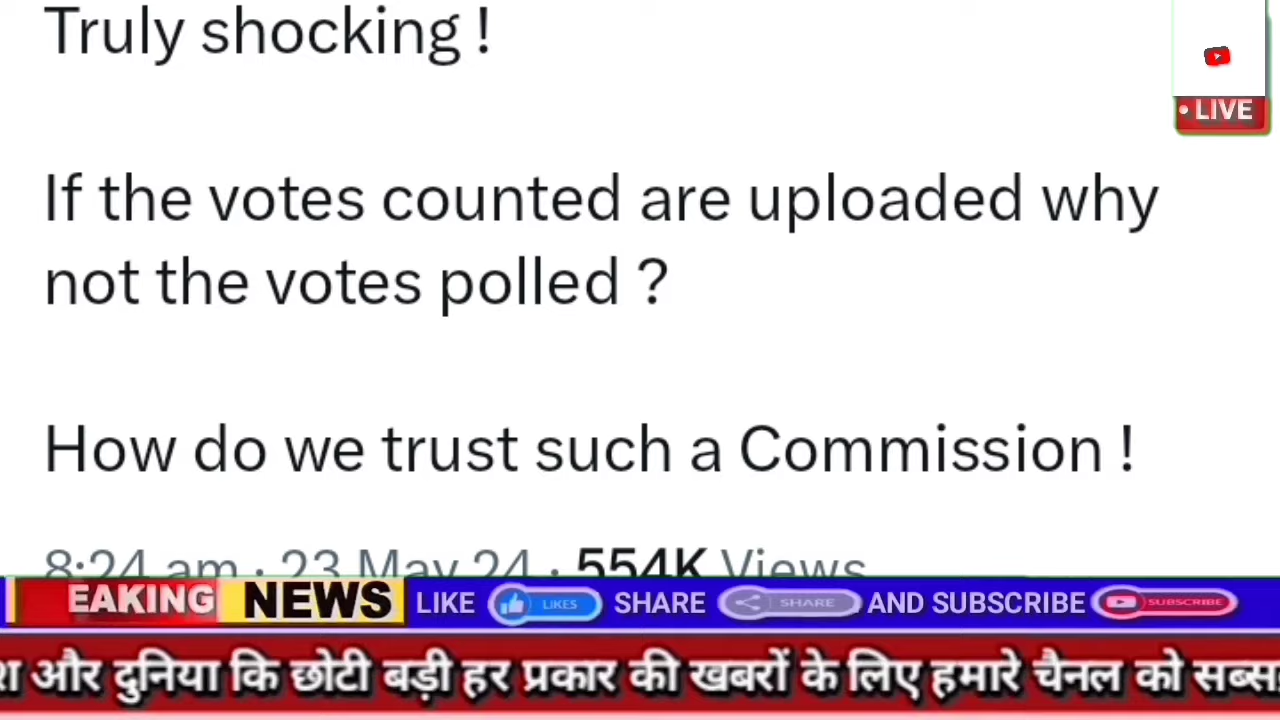 Truly shocking !
• LIVE
If the votes counted are uploaded why
not the votes polled ?
How do we trust such a Commission !
8:24 am · 23 May 24 · 554K Views
EAKING NEWS LIKE LIKES SHARE SHARE AND SUBSCRIBE SUBSCRIBE
और दुनिया कि छोटी बड़ी हर प्रकार की खबरों के लिए हमारे चैनल को